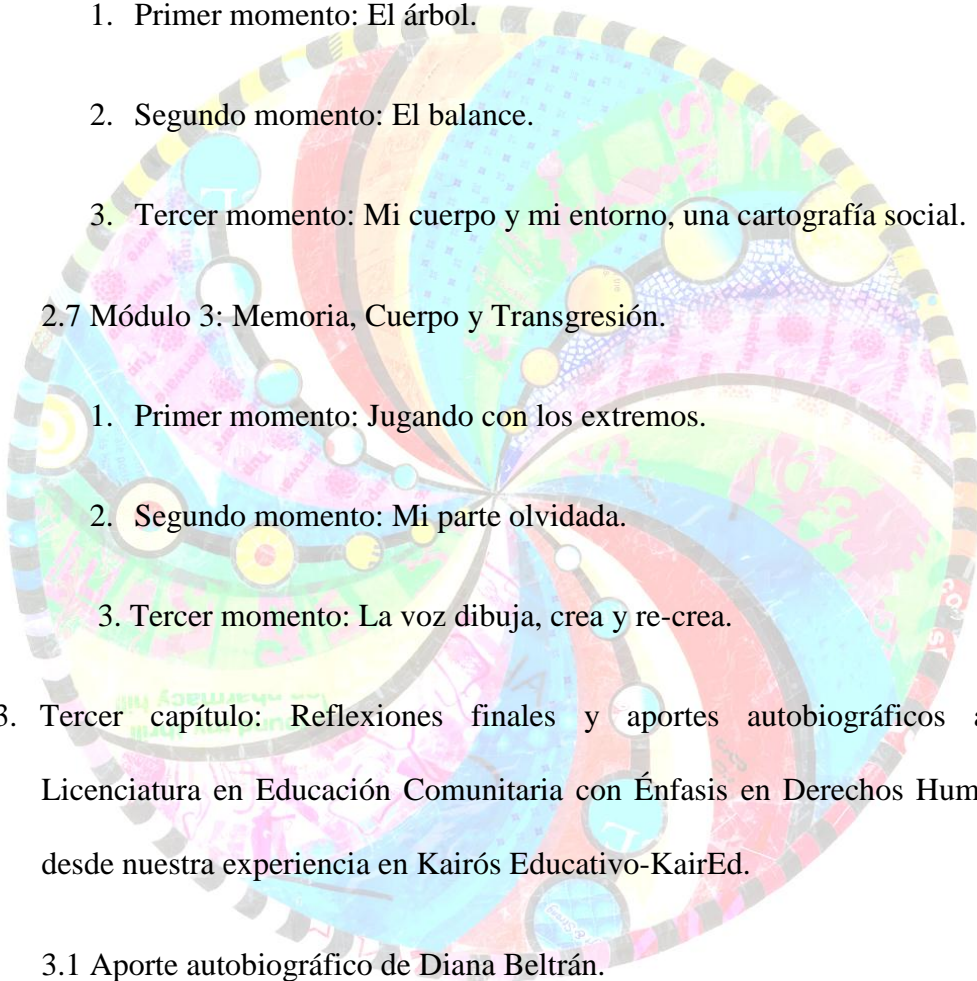 1. Primer momento: El árbol.
2. Segundo momento: El balance.
3. Tercer momento: Mi cuerpo y mi entorno, una cartografía social.
2.7 Módulo 3: Memoria, Cuerpo y Transgresión.
1. Primer momento: Jugando con los extremos.
2. Segundo momento: Mi parte olvidada.
3. Tercer momento: La voz dibuja, crea y re-crea.
3. Tercer capítulo: Reflexiones finales y aportes autobiográficos a
Licenciatura en Educación Comunitaria con Énfasis en Derechos Hum
desde nuestra experiencia en Kairós Educativo-KairEd.
3.1 Aporte autobiográfico de Diana Beltrán.